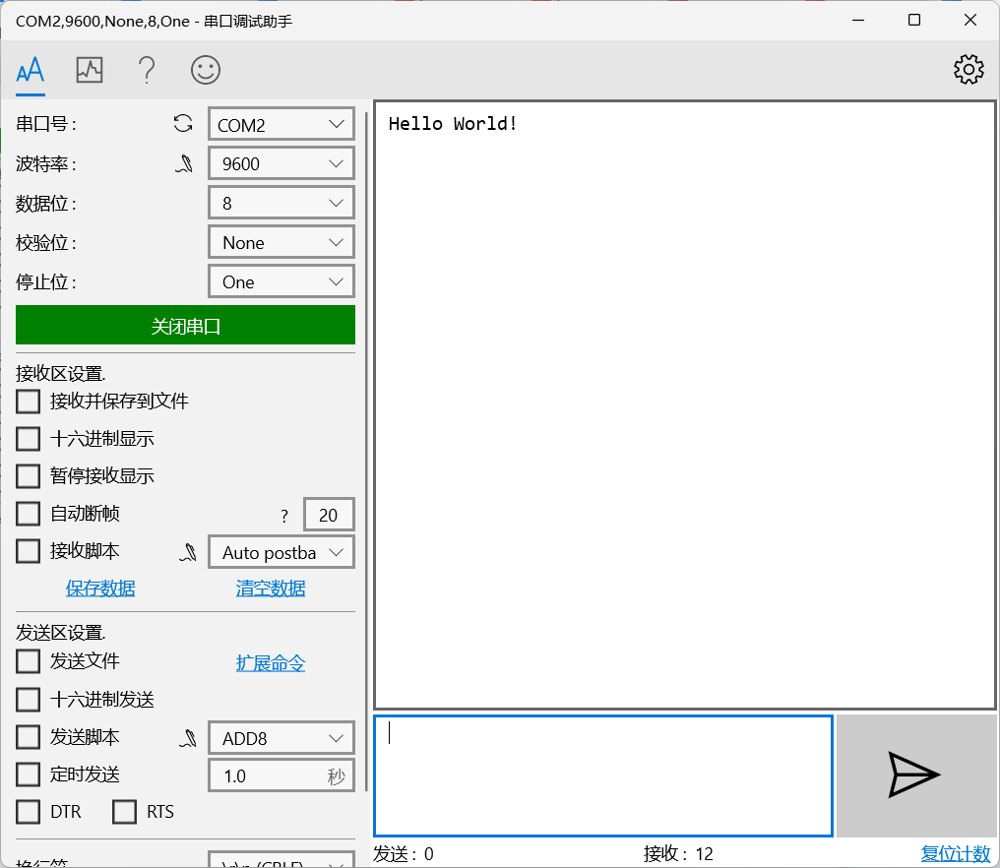 COM2,9600,None,8,One - 串口调试助手
串口号 : COM2
波特率 : 9600
数据位 : 8
校验位 : None
停止位 : One
关闭串口
接收区设置.
接收并保存到文件
十六进制显示
暂停接收显示
自动断帧 ? 20
接收脚本 Auto postba
保存数据 清空数据
发送区设置.
发送文件 扩展命令
十六进制发送
发送脚本 ADD8
定时发送 1.0 秒
DTR RTS
换行符 \r\n (CRLF)
Hello World!
发送 : 0 接收 : 12 复位计数